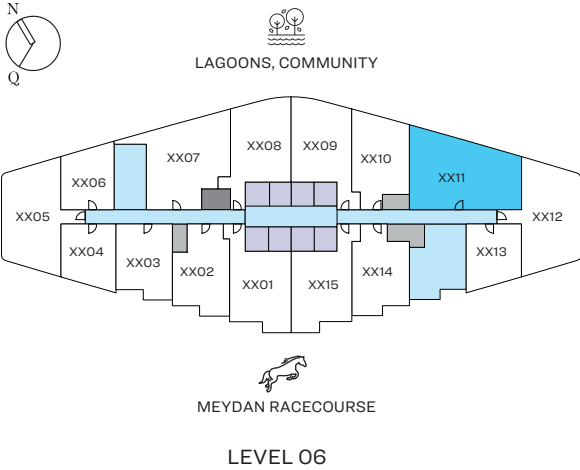 N
Q
LAGOONS, COMMUNITY
XX08
XX09
XX07
XX10
XX06
XX11
XX05
XX12
XX04
XX03
XX02
XX01
XX15
XX14
XX13
MEYDAN RACECOURSE
LEVEL 06